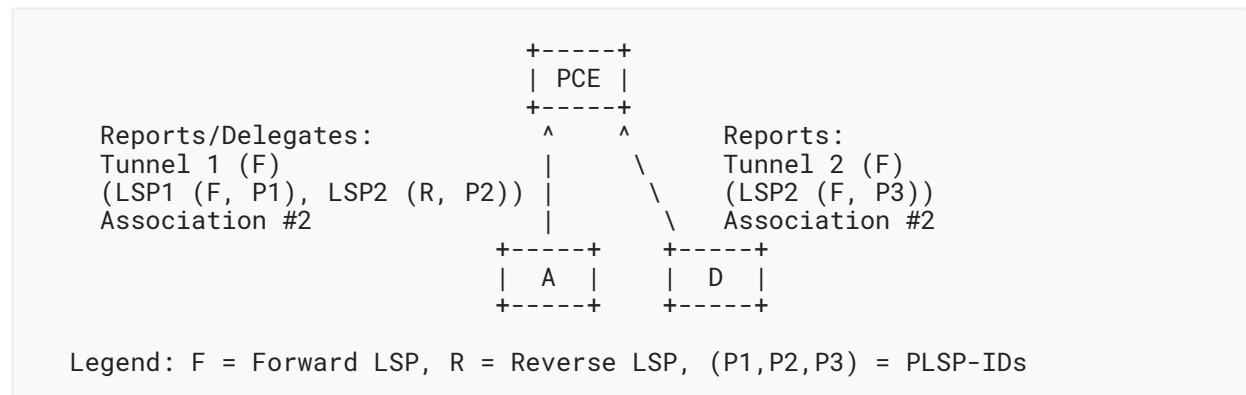 +-----+
                                  | PCE |
                                  +-----+
  Reports/Delegates:               ^    ^      Reports:
  Tunnel 1 (F)                     |     \     Tunnel 2 (F)
  (LSP1 (F, P1), LSP2 (R, P2))     |      \    (LSP2 (F, P3))
  Association #2                   |       \   Association #2
                                +-----+    +-----+
                                |  A  |    |  D  |
                                +-----+    +-----+
Legend: F = Forward LSP, R = Reverse LSP, (P1,P2,P3) = PLSP-IDs